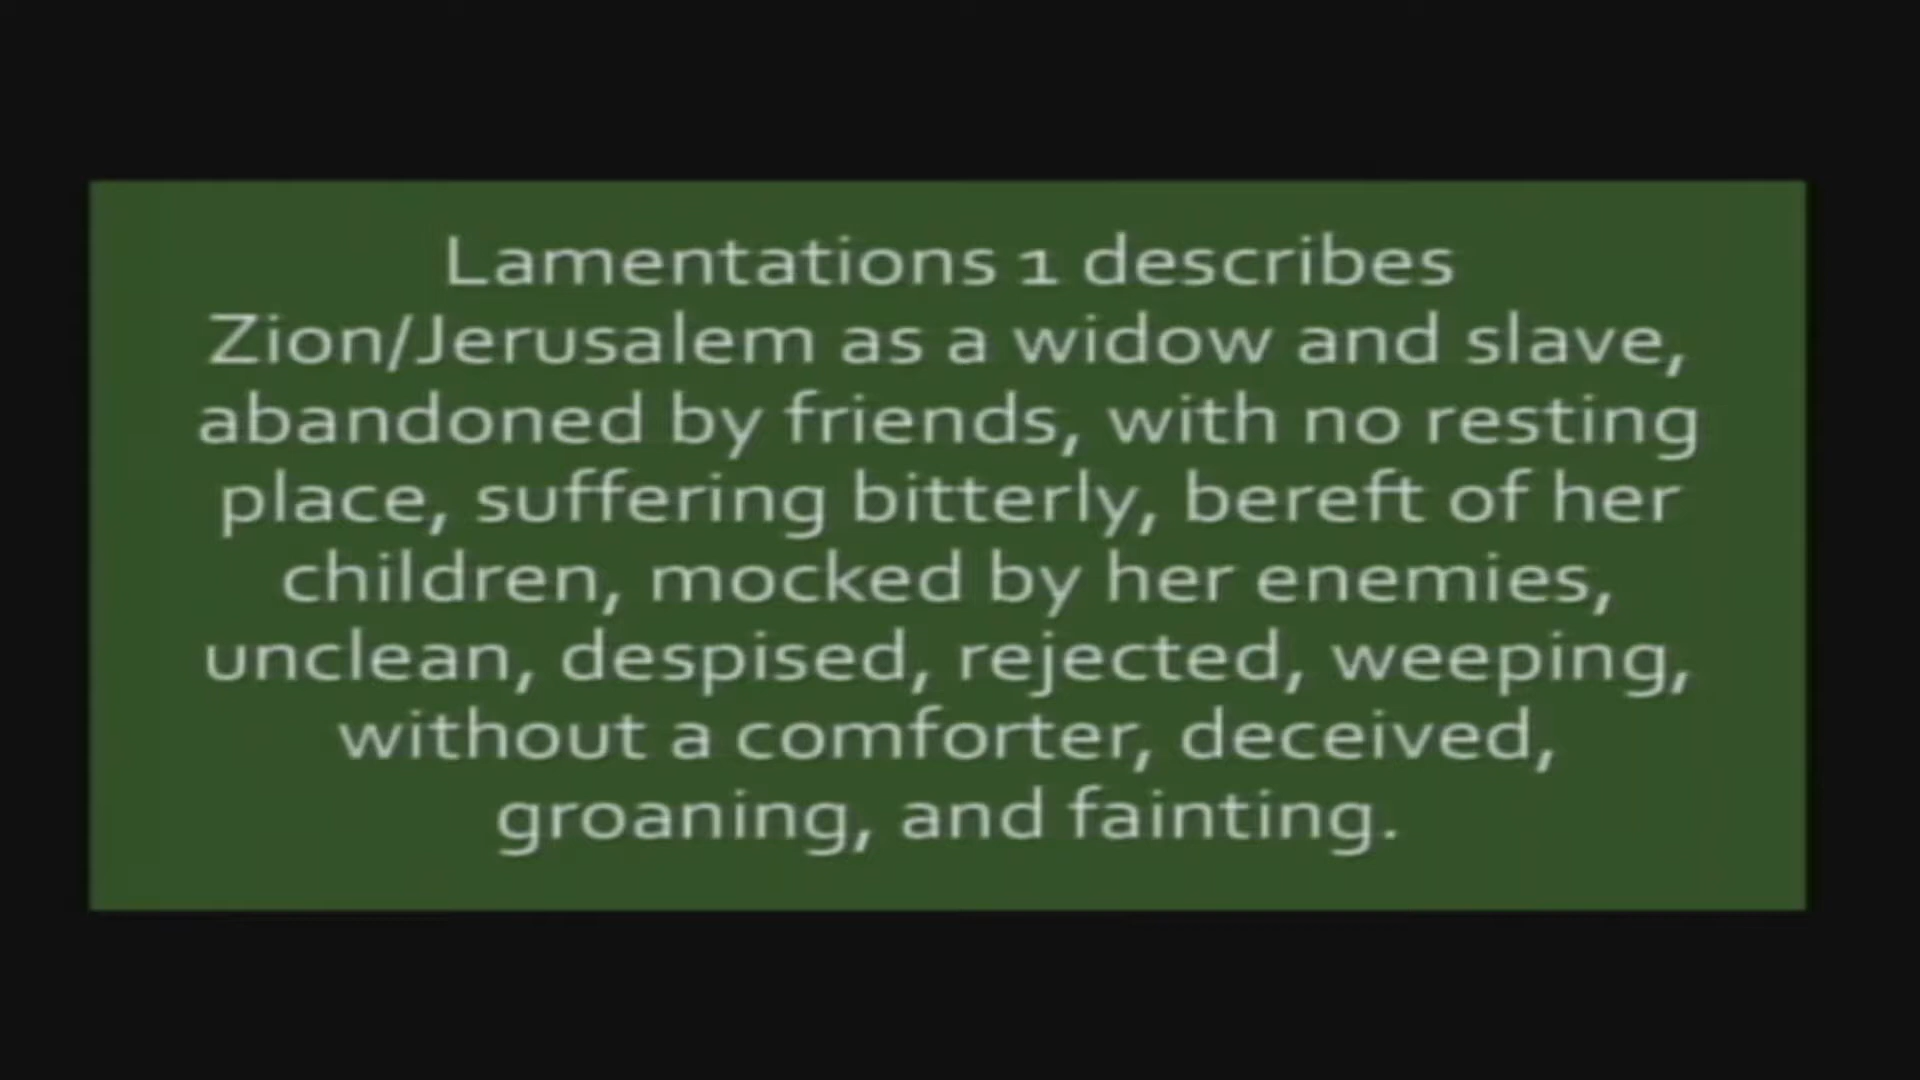 Lamentations 1 describes
Zion/Jerusalem as a widow and slave,
abandoned by friends, with no resting
place, suffering bitterly, bereft of her
children, mocked by her enemies,
unclean, despised, rejected, weeping,
without a comforter, deceived,
groaning, and fainting.